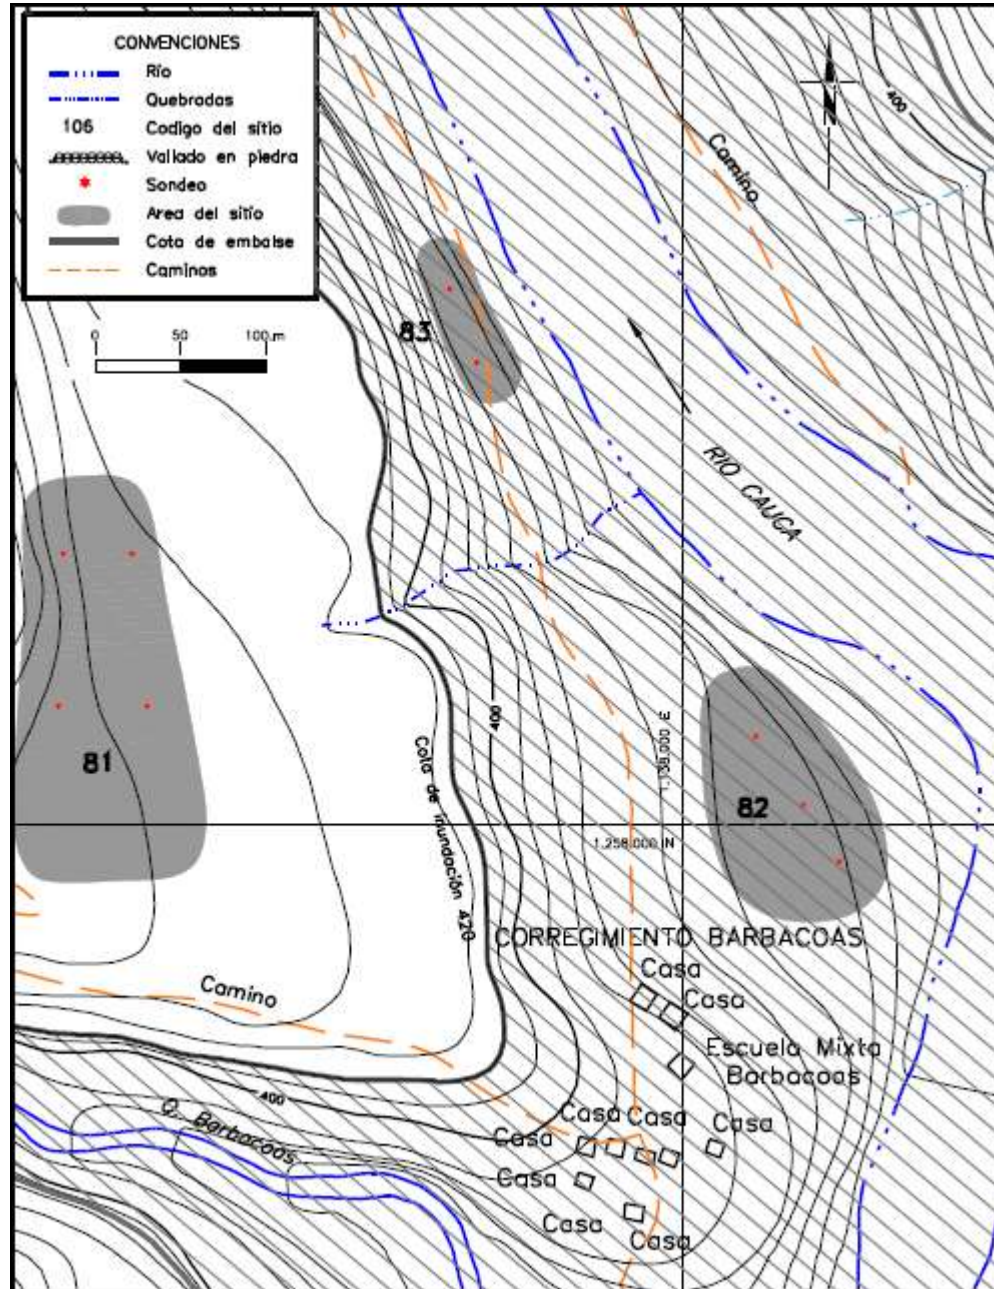 CONVENCIONES
Río
Quebradas
106 Codigo del sitio
Vallado en piedra
Sondeo
Area del sitio
Cota de embalse
Caminos
0 50 100 m
400
Camino
83
RIO CAUCA
81
400
Cota de inundación 420
1.138.000 E
82
1.258.000 N
CORREGIMIENTO BARBACOAS
Casa
Casa
Camino
Escuela Mixta
Barbacoas
400
Q. Barbacoas
Casa Casa
Casa Casa
Casa
Casa
Casa